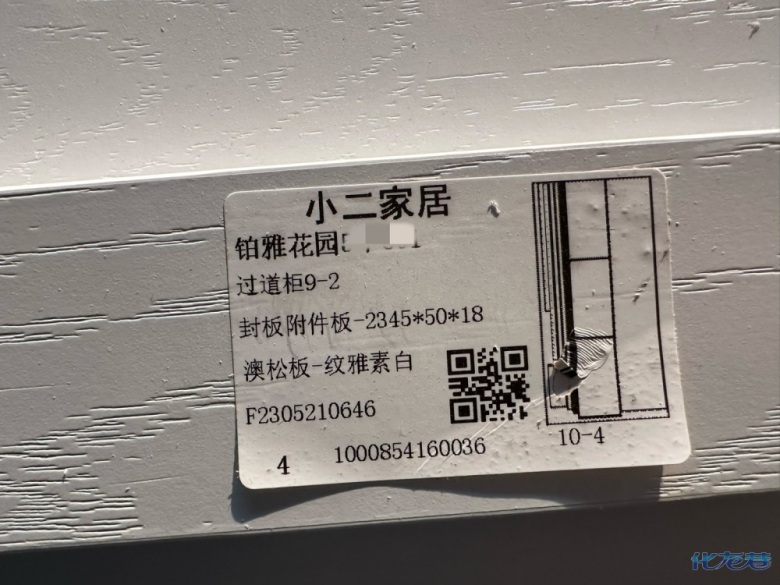 小二家居
铂雅花园
过道柜9-2
封板附件板-2345*50*18
澳松板-纹雅素白
F2305210646
4
1000854160036
10-4
化龙巷